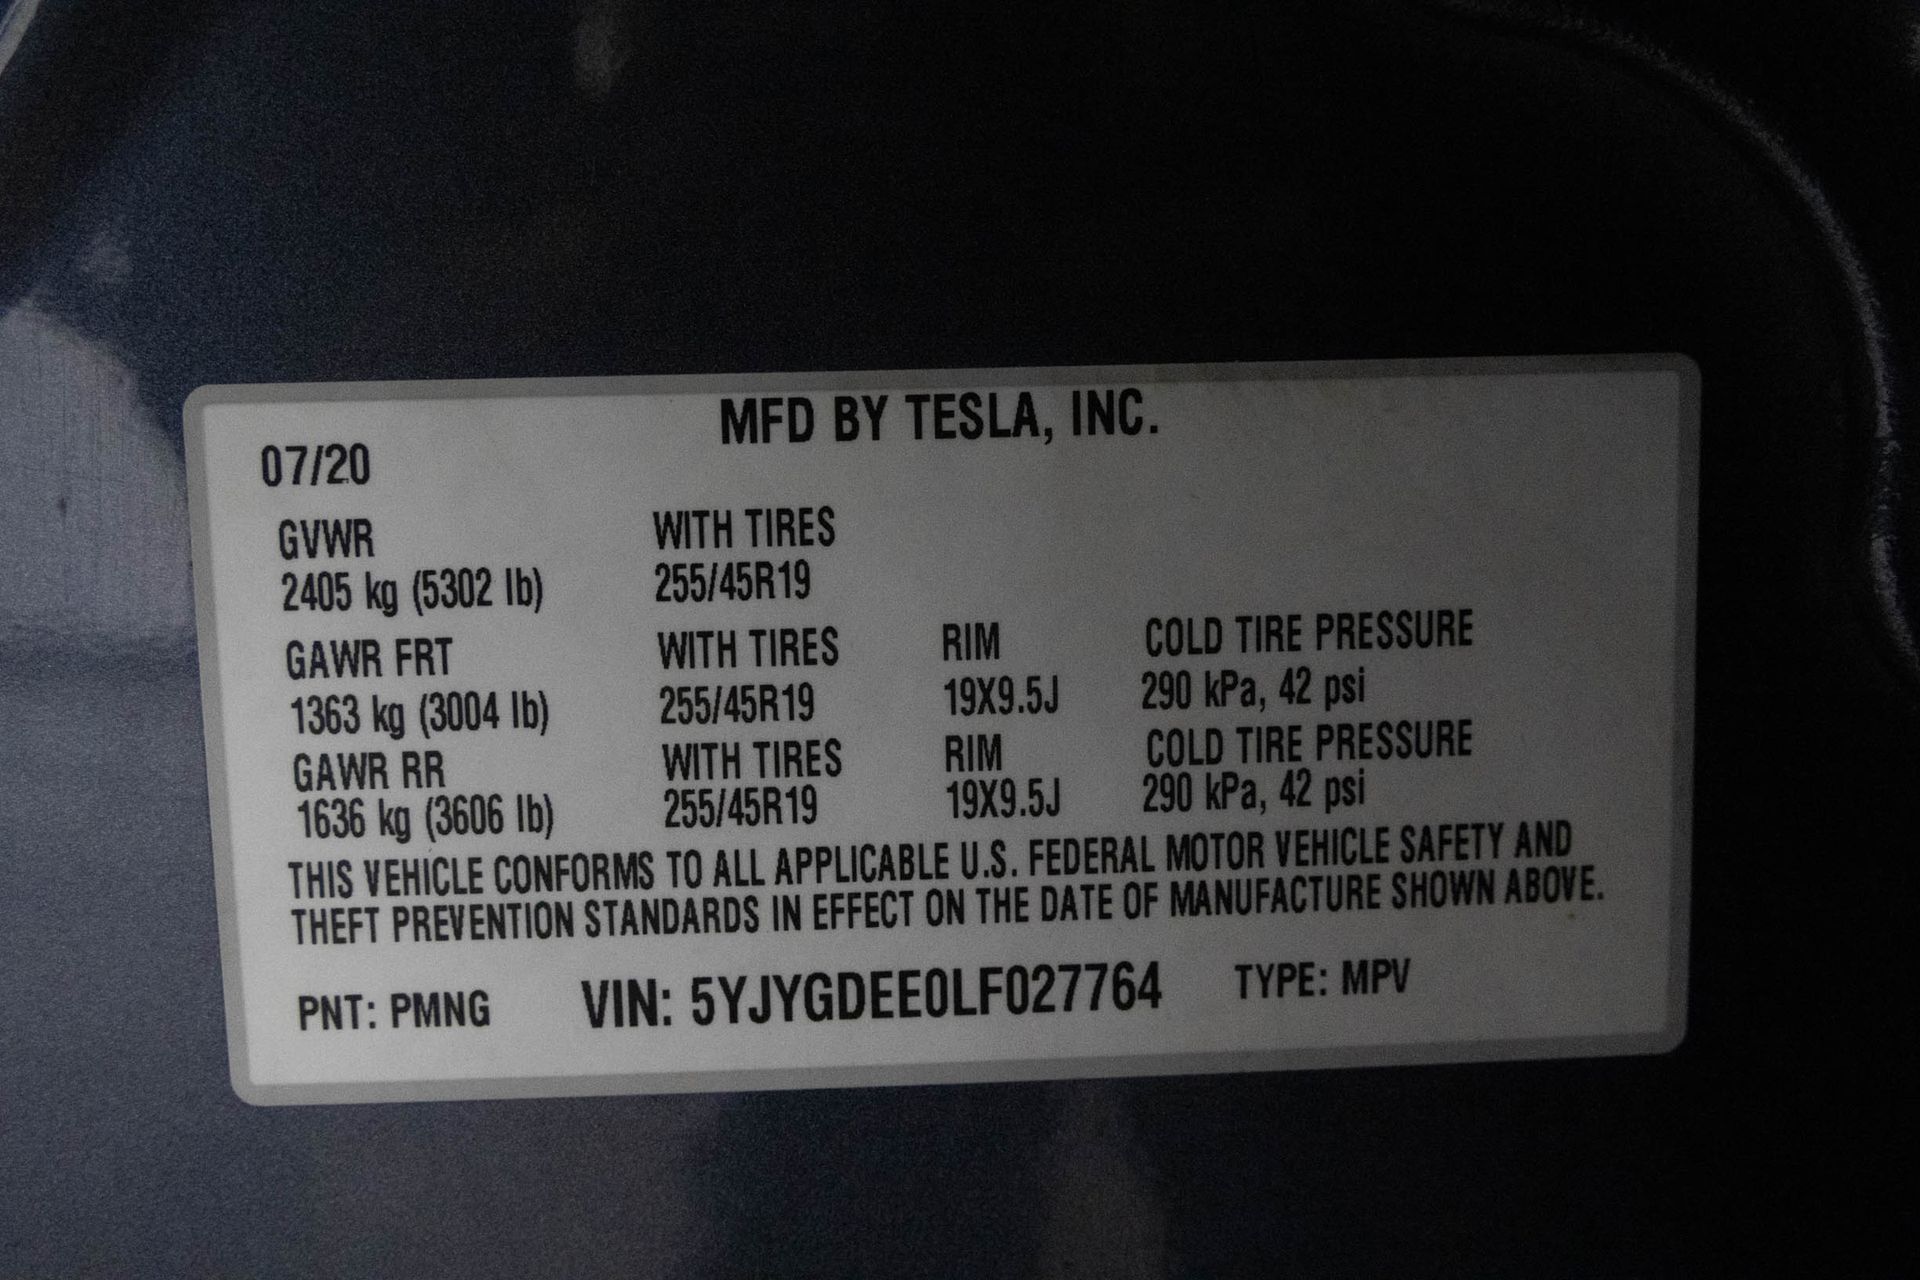 MFD BY TESLA, INC.
07/20
GVWR WITH TIRES
2405 kg (5302 lb) 255/45R19
GAWR FRT WITH TIRES RIM COLD TIRE PRESSURE
1363 kg (3004 lb) 255/45R19 19X9.5J 290 kPa, 42 psi
GAWR RR WITH TIRES RIM COLD TIRE PRESSURE
1636 kg (3606 lb) 255/45R19 19X9.5J 290 kPa, 42 psi
THIS VEHICLE CONFORMS TO ALL APPLICABLE U.S. FEDERAL MOTOR VEHICLE SAFETY AND
THEFT PREVENTION STANDARDS IN EFFECT ON THE DATE OF MANUFACTURE SHOWN ABOVE.
PNT: PMNG VIN: 5YJYGDEE0LF027764 TYPE: MPV